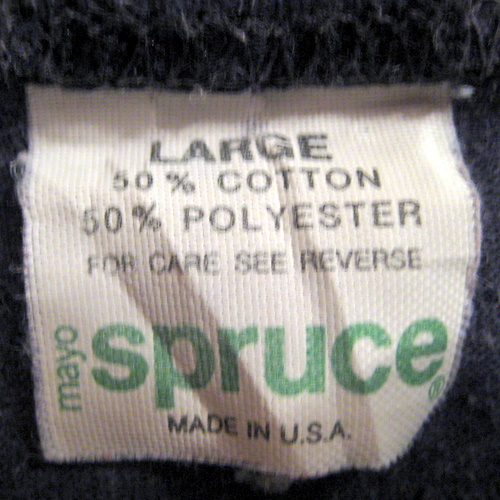 LARGE
50% COTTON
50% POLYESTER
FOR CARE SEE REVERSE
mayo spruce®
MADE IN U.S.A.